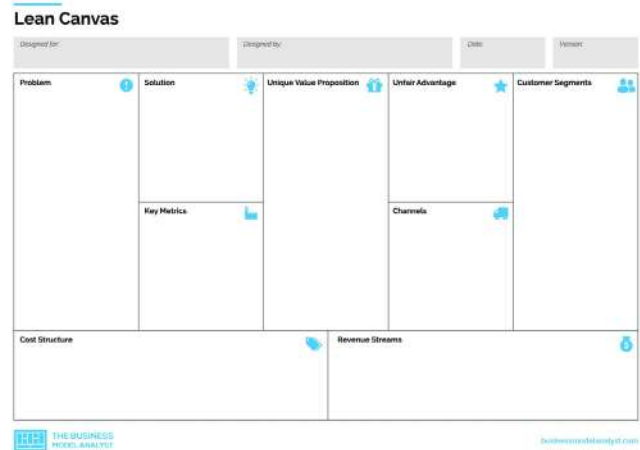 Lean Canvas
Designed for:
Designed by:
Date:
Version:
Problem
Solution
Unique Value Proposition
Unfair Advantage
Customer Segments
Key Metrics
Channels
Cost Structure
Revenue Streams
THE BUSINESS
MODEL ANALYST
businessmodelanalyst.com